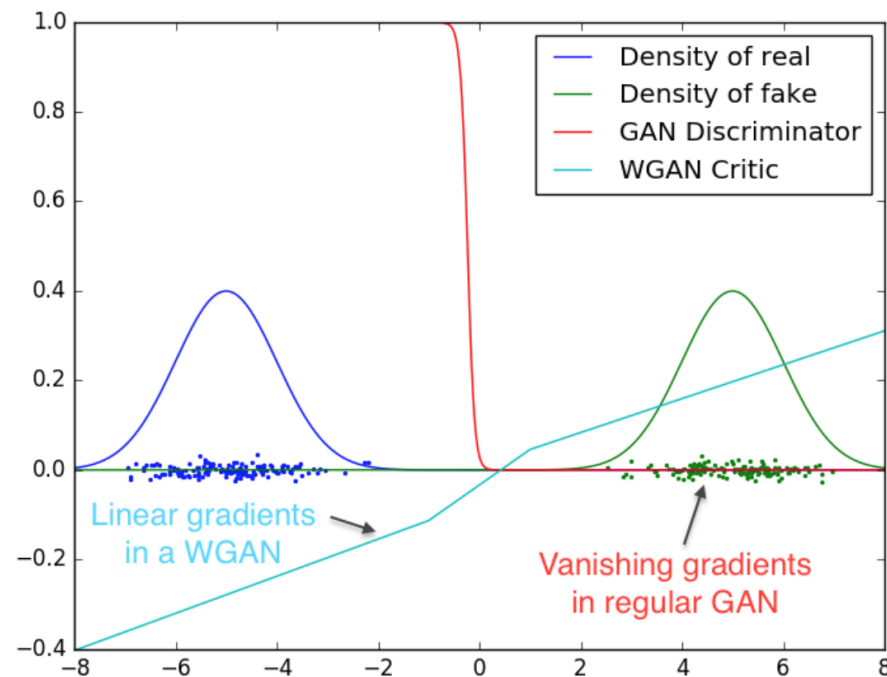 1.0
0.8
0.6
0.4
0.2
0.0
−0.2
−0.4
−8
−6
−4
−2
0
2
4
6
8
Density of real
Density of fake
GAN Discriminator
WGAN Critic
Linear gradients
in a WGAN
Vanishing gradients
in regular GAN